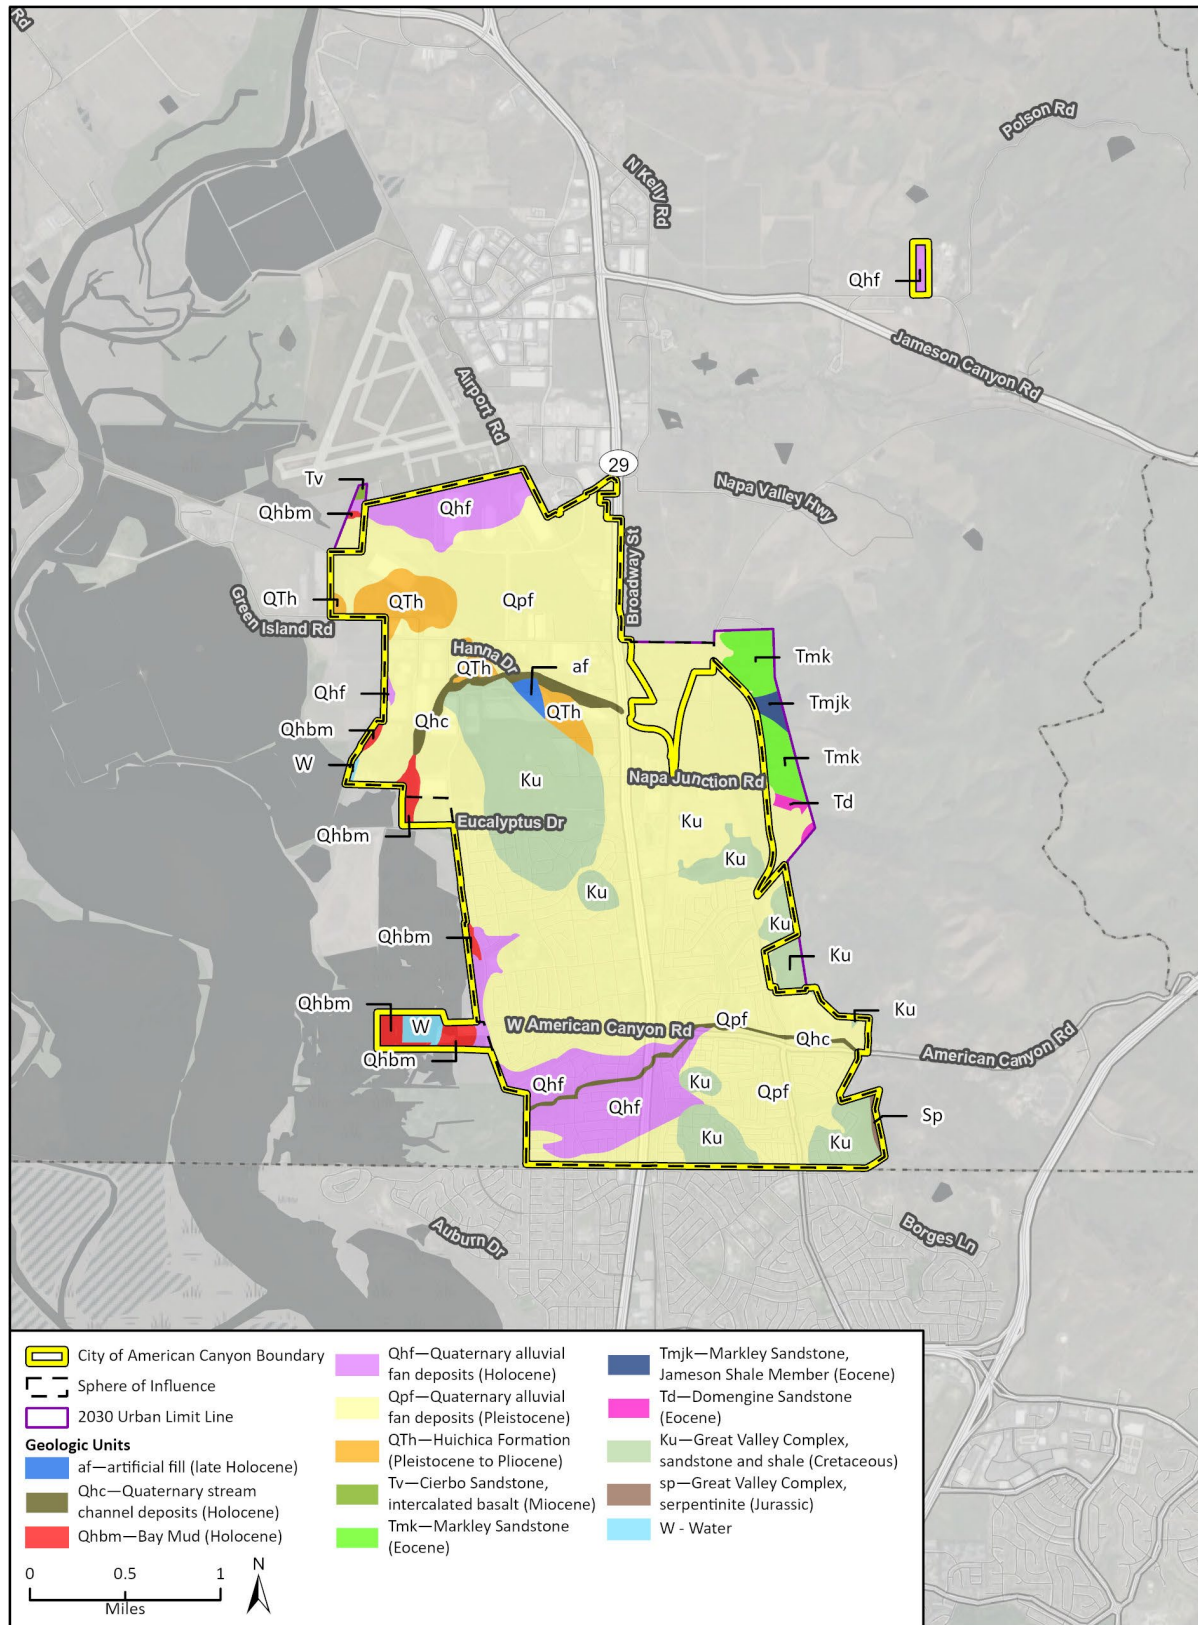 Rd
Rd
Polson Rd
N Kelly Rd
Qhf
Jameson Canyon Rd
Airport Rd
29
Tv
Napa Valley Hwy
Qhbm
Qhf
Broadway St
QTh
QTh
Qpf
Green Island Rd
Hanna Dr
af
Tmk
QTh
Qhf
Tmjk
QTh
Qhc
Qhbm
W
Tmk
Ku
Napa Junction Rd
Td
Qhbm
Eucalyptus Dr
Ku
Ku
Ku
Ku
Qhbm
Ku
Qhbm
Ku
W
W American Canyon Rd
Qpf
Qhc
American Canyon Rd
Qhbm
Qhf
Ku
Qpf
Qhf
Sp
Ku
Ku
Auburn Dr
Borges Ln
City of American Canyon Boundary
Sphere of Influence
2030 Urban Limit Line
Geologic Units
af—artificial fill (late Holocene)
Qhc—Quaternary stream
channel deposits (Holocene)
Qhbm—Bay Mud (Holocene)
Qhf—Quaternary alluvial
fan deposits (Holocene)
Qpf—Quaternary alluvial
fan deposits (Pleistocene)
QTh—Huichica Formation
(Pleistocene to Pliocene)
Tv—Cierbo Sandstone,
intercalated basalt (Miocene)
Tmk—Markley Sandstone
(Eocene)
Tmjk—Markley Sandstone,
Jameson Shale Member (Eocene)
Td—Domengine Sandstone
(Eocene)
Ku—Great Valley Complex,
sandstone and shale (Cretaceous)
sp—Great Valley Complex,
serpentinite (Jurassic)
W - Water
0 0.5 1
Miles
N